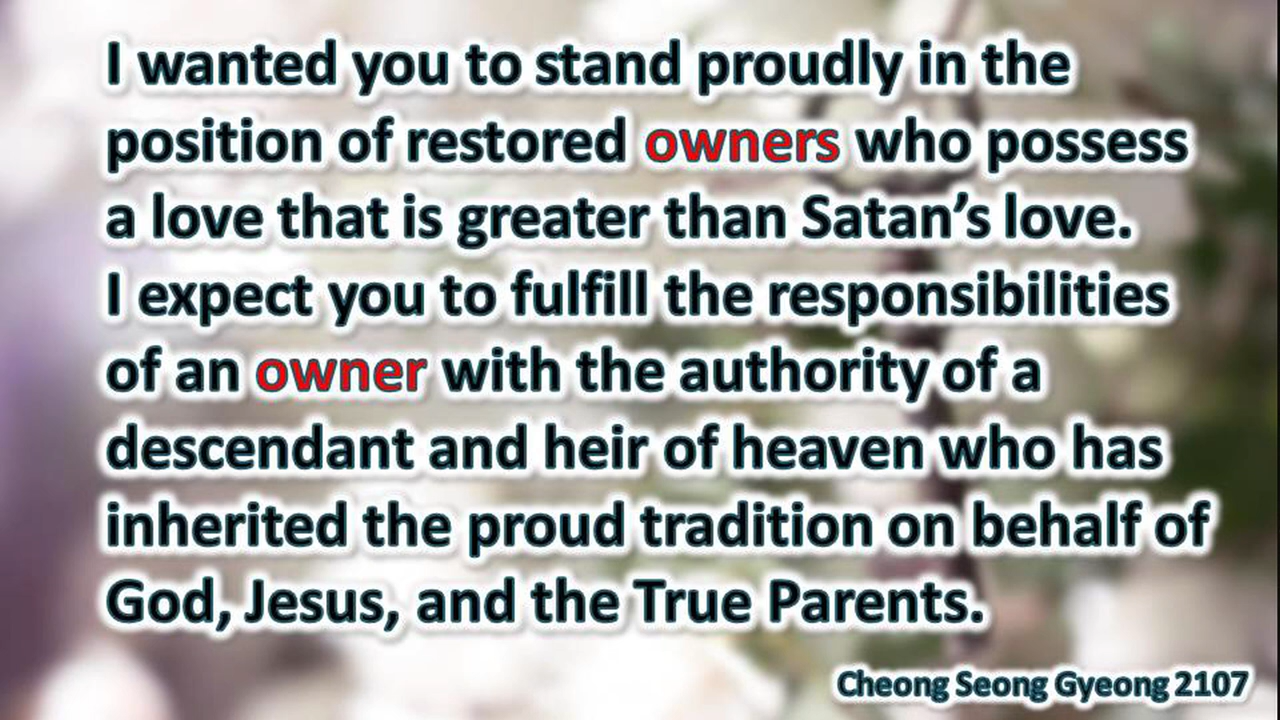 I wanted you to stand proudly in the
position of restored owners who possess
a love that is greater than Satan’s love.
I expect you to fulfill the responsibilities
of an owner with the authority of a
descendant and heir of heaven who has
inherited the proud tradition on behalf of
God, Jesus, and the True Parents.
Cheong Seong Gyeong 2107